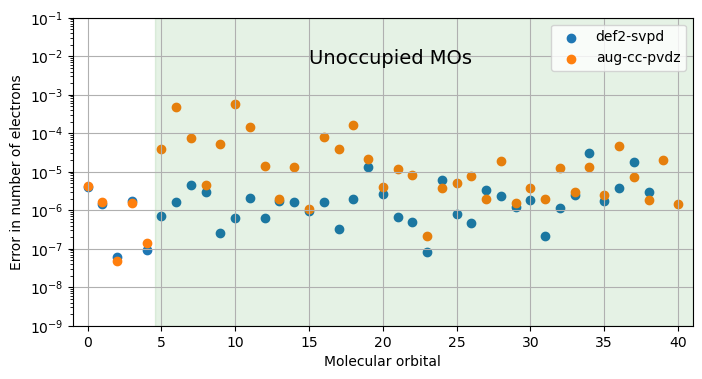 Unoccupied MOs
def2-svpd
aug-cc-pvdz
Error in number of electrons
10⁻¹
10⁻²
10⁻³
10⁻⁴
10⁻⁵
10⁻⁶
10⁻⁷
10⁻⁸
10⁻⁹
0 5 10 15 20 25 30 35 40
Molecular orbital